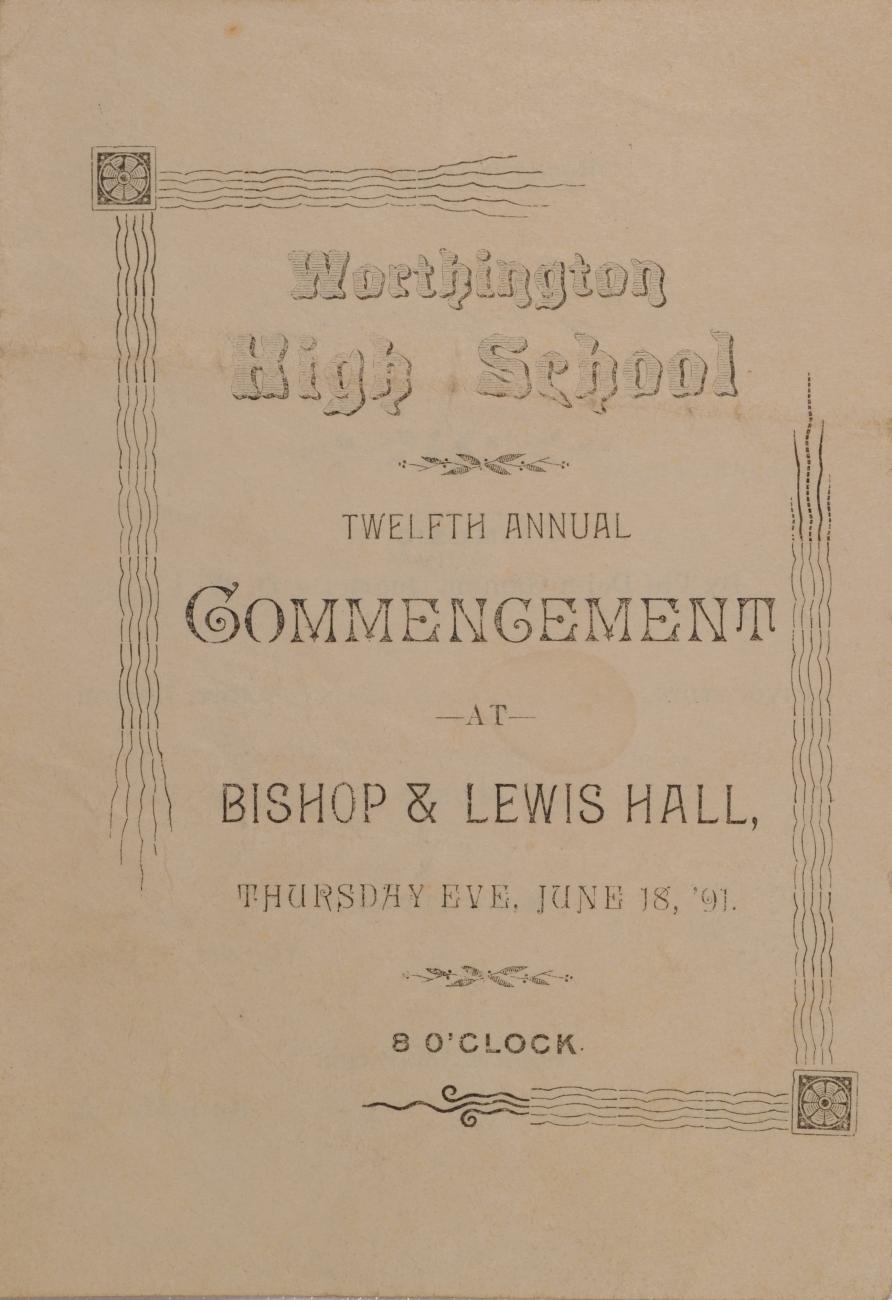 Worthington
High School
TWELFTH ANNUAL
COMMENCEMENT
—AT—
BISHOP & LEWIS HALL,
THURSDAY EVE, JUNE 18, '91.
8 O'CLOCK.